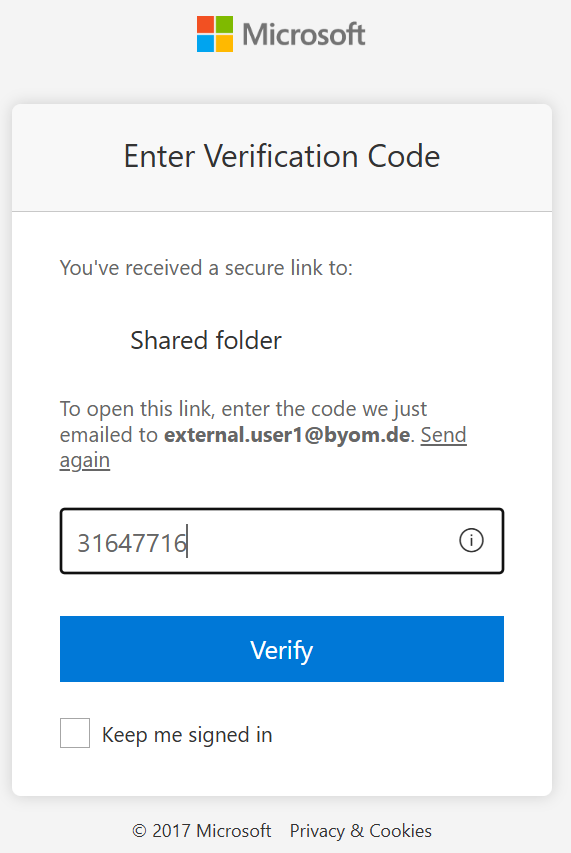 Microsoft
Enter Verification Code
You've received a secure link to:
Shared folder
To open this link, enter the code we just
emailed to external.user1@byom.de. Send
again
31647716
Verify
Keep me signed in
© 2017 Microsoft Privacy & Cookies